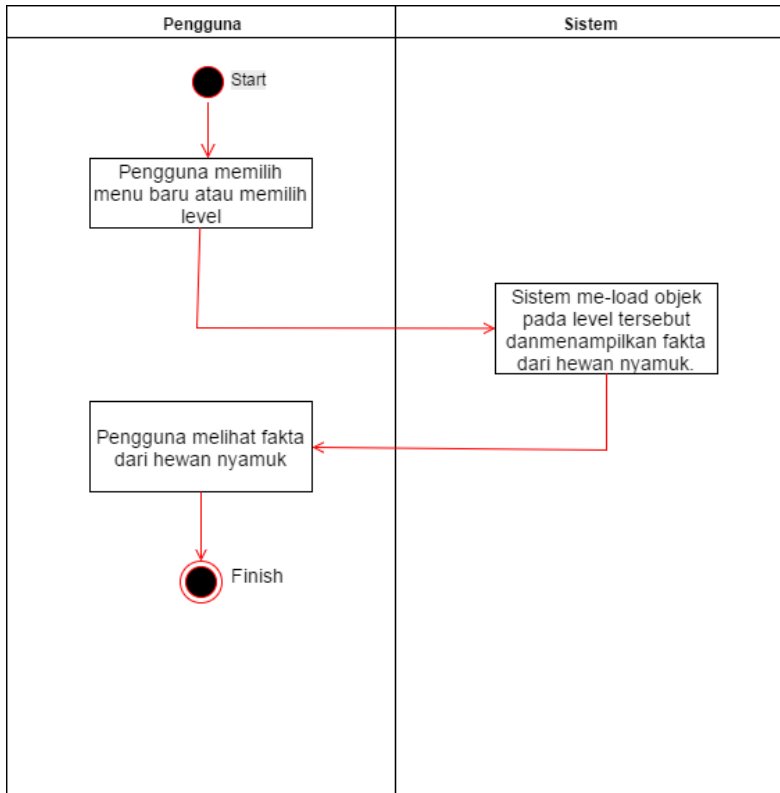 Pengguna
Sistem
Start
Pengguna memilih
menu baru atau memilih
level
Sistem me-load objek
pada level tersebut
danmenampilkan fakta
dari hewan nyamuk.
Pengguna melihat fakta
dari hewan nyamuk
Finish